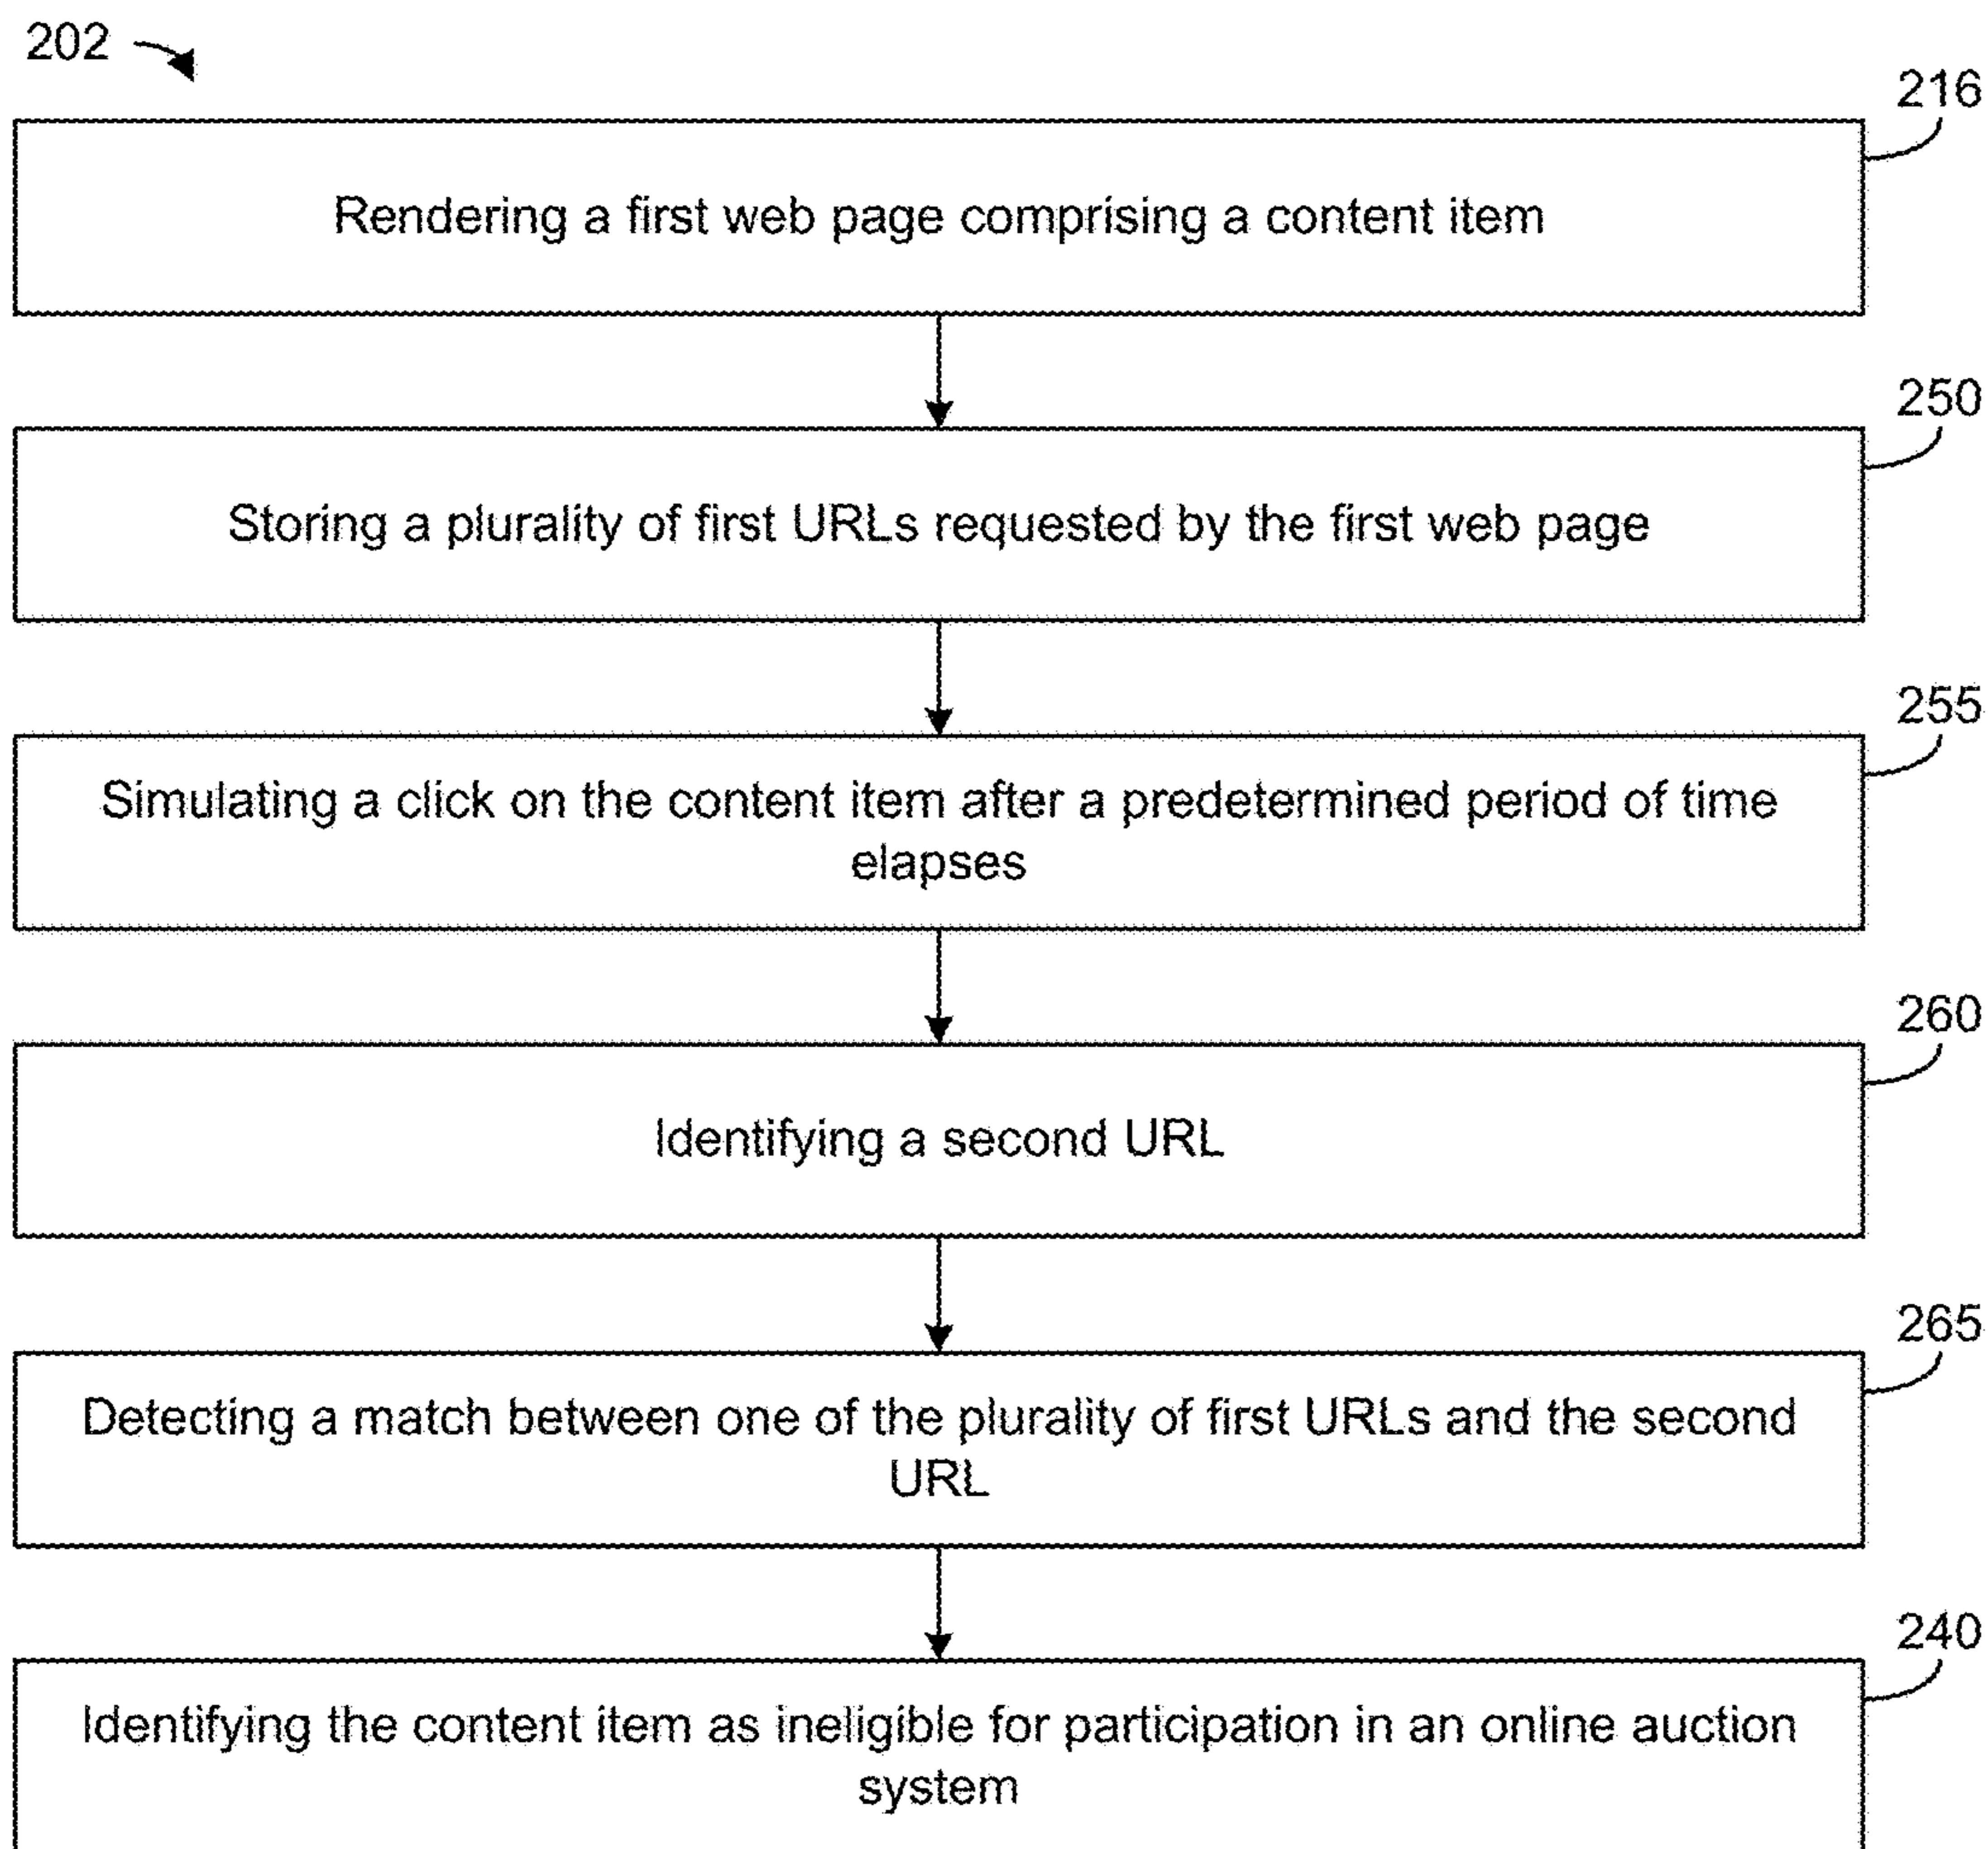 202
216
Rendering a first web page comprising a content item
250
Storing a plurality of first URLs requested by the first web page
255
Simulating a click on the content item after a predetermined period of time
elapses
260
Identifying a second URL
265
Detecting a match between one of the plurality of first URLs and the second
URL
240
Identifying the content item as ineligible for participation in an online auction
system